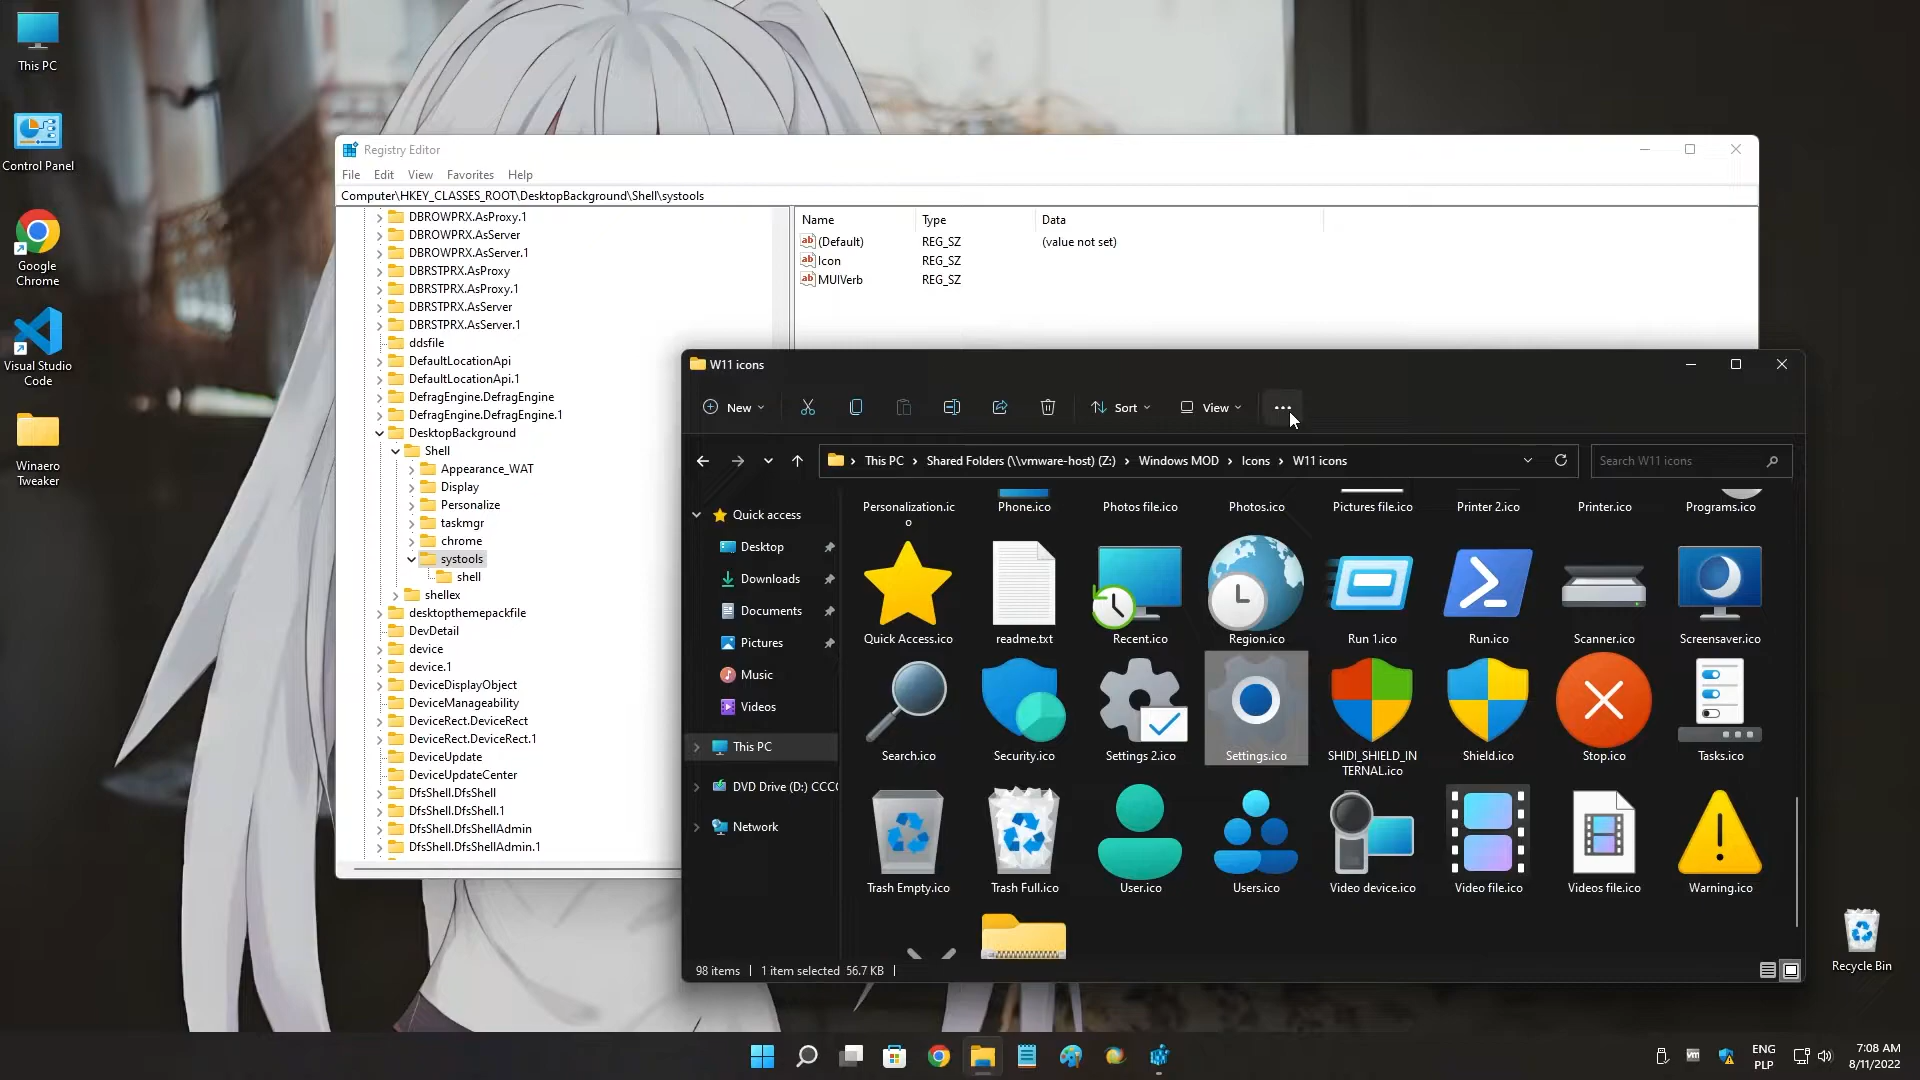 This PC
Control Panel
Google
Chrome
Visual Studio
Code
Winaero
Tweaker
Registry Editor
File Edit View Favorites Help
Computer\HKEY_CLASSES_ROOT\DesktopBackground\Shell\systools
DBROWPRX.AsProxy.1
DBROWPRX.AsServer
DBROWPRX.AsServer.1
DBRSTPRX.AsProxy
DBRSTPRX.AsProxy.1
DBRSTPRX.AsServer
DBRSTPRX.AsServer.1
ddsfile
DefaultLocationApi
DefaultLocationApi.1
DefragEngine.DefragEngine
DefragEngine.DefragEngine.1
DesktopBackground
Shell
Appearance_WAT
Display
Personalize
taskmgr
chrome
systools
shell
shellex
desktopthemepackfile
DevDetail
device
device.1
DeviceDisplayObject
DeviceManageability
DeviceRect.DeviceRect
DeviceRect.DeviceRect.1
DeviceUpdate
DeviceUpdateCenter
DfsShell.DfsShell
DfsShell.DfsShell.1
DfsShell.DfsShellAdmin
DfsShell.DfsShellAdmin.1
Name Type Data
ab (Default) REG_SZ (value not set)
ab Icon REG_SZ
ab MUIVerb REG_SZ
W11 icons
New Sort View
This PC Shared Folders (\\vmware-host) (Z:) Windows MOD Icons W11 icons
Search W11 icons
Quick access
Desktop
Downloads
Documents
Pictures
Music
Videos
This PC
DVD Drive (D:) CCC
Network
Personalization.ic
o
Phone.ico Photos file.ico Photos.ico Pictures file.ico Printer 2.ico Printer.ico Programs.ico
Quick Access.ico readme.txt Recent.ico Region.ico Run 1.ico Run.ico Scanner.ico Screensaver.ico
Search.ico Security.ico Settings 2.ico Settings.ico SHIDI_SHIELD_IN
TERNAL.ico
Shield.ico Stop.ico Tasks.ico
Trash Empty.ico Trash Full.ico User.ico Users.ico Video device.ico Video file.ico Videos file.ico Warning.ico
98 items 1 item selected 56.7 KB
Recycle Bin
vm
ENG
PLP
7:08 AM
8/11/2022